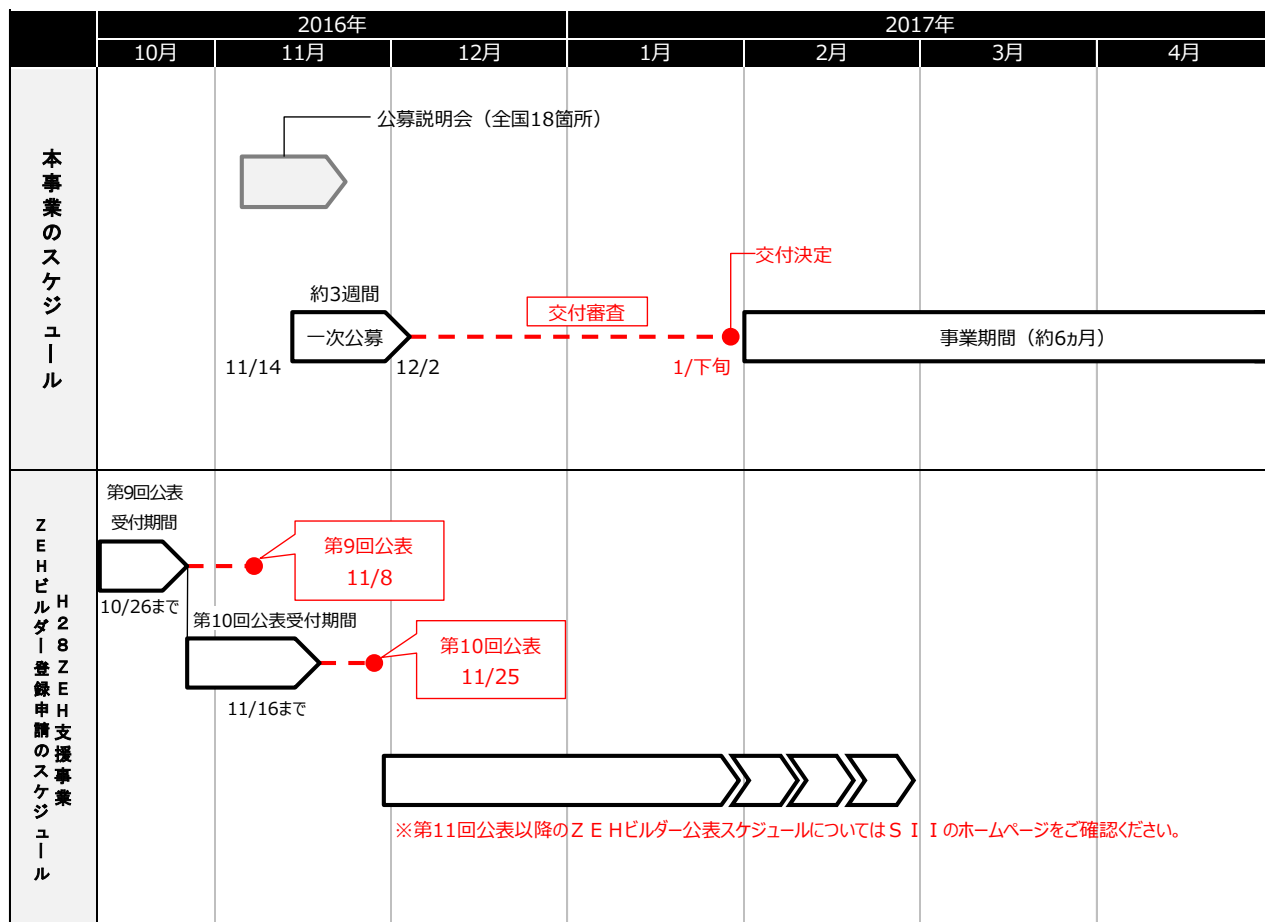 2016年
2017年
10月
11月
12月
1月
2月
3月
4月
本事業のスケジュール
公募説明会（全国18箇所）
交付決定
約3週間
交付審査
一次公募
事業期間（約6ヵ月）
11/14
12/2
1/下旬
H28ZEH支援事業
ZEHビルダー登録申請のスケジュール
第9回公表
受付期間
第9回公表
11/8
10/26まで
第10回公表受付期間
第10回公表
11/25
11/16まで
※第11回公表以降のＺＥＨビルダー公表スケジュールについてはＳＩＩのホームページをご確認ください。